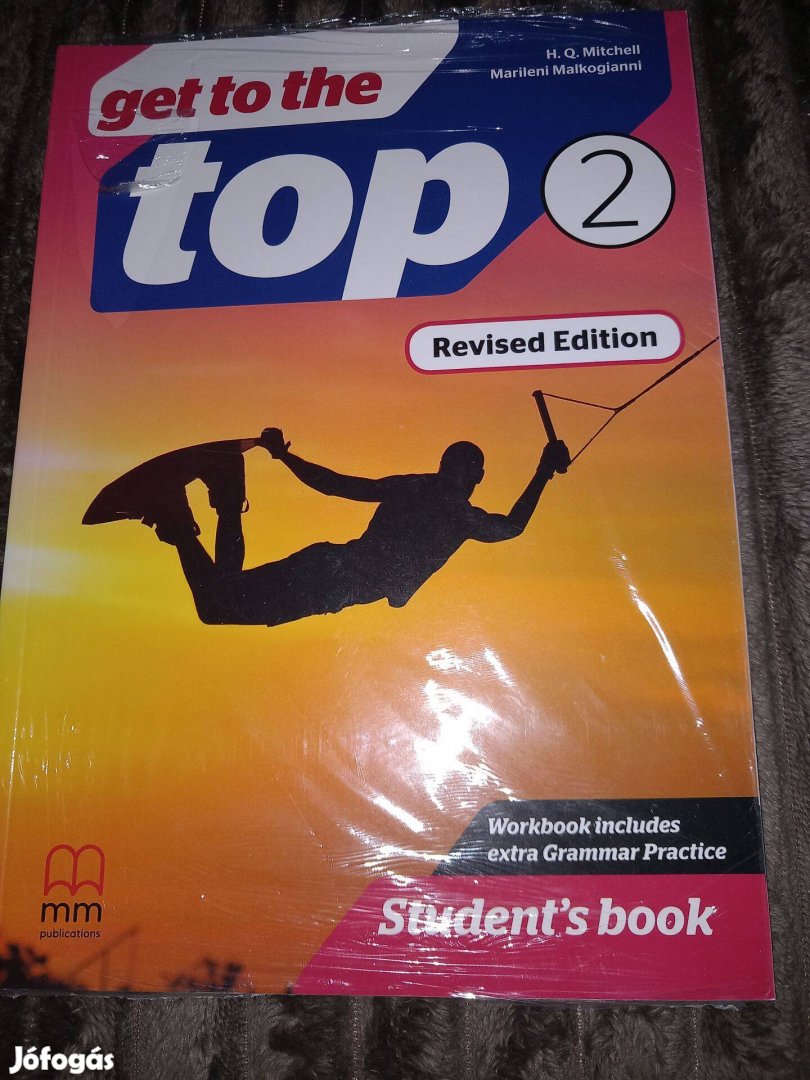 H. Q. Mitchell
Marileni Malkogianni
get to the
top 2
Revised Edition
Workbook includes
extra Grammar Practice
Student's book
mm
publications
Jófogás